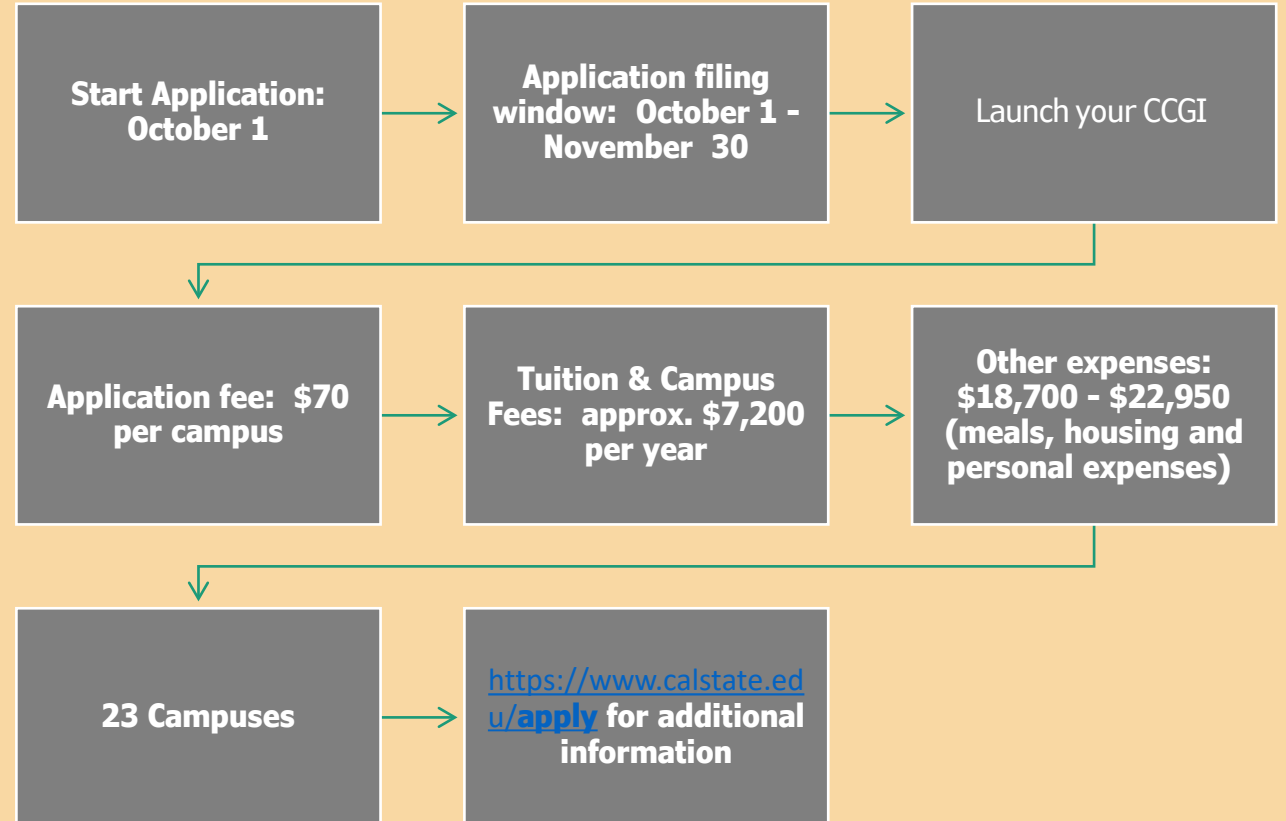 Start Application:
October 1
Application filing
window:  October 1 -
November  30
Launch your CCGI
Application fee:  $70
per campus
Tuition & Campus
Fees:  approx. $7,200
per year
Other expenses:
$18,700 - $22,950
(meals, housing and
personal expenses)
23 Campuses
https://www.calstate.ed
u/apply for additional
information